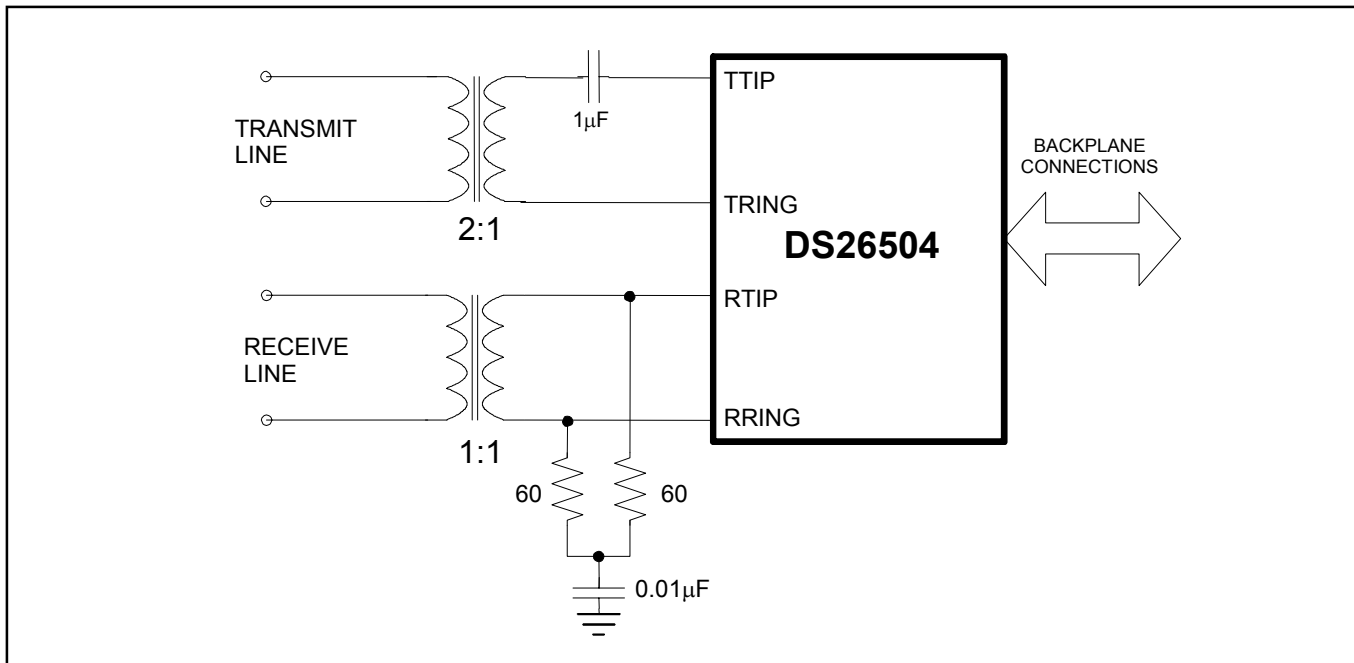 TTIP
1μF
TRANSMIT
LINE
BACKPLANE
CONNECTIONS
TRING
2:1
DS26504
RTIP
RECEIVE
LINE
RRING
1:1
60
60
0.01μF